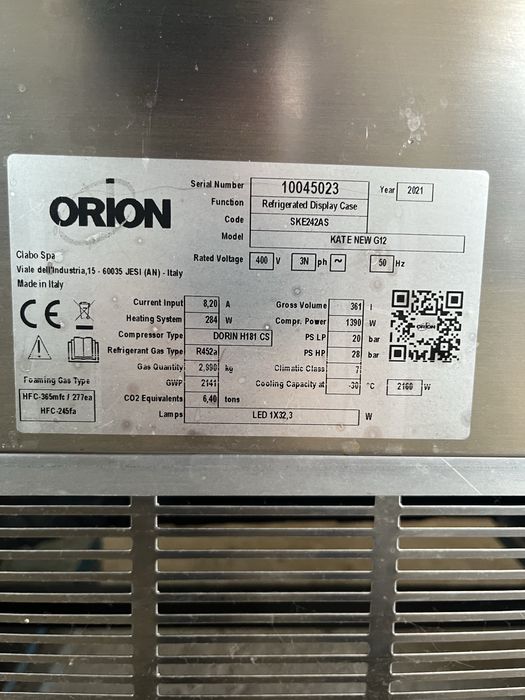 ORION
Serial Number 10045023 Year 2021
Function Refrigerated Display Case
Code SKE242AS
Model KATE NEW G12
Rated Voltage 400 V 3N ph ~ 50 Hz
Clabo Spa
Viale dell'Industria,15 - 60035 JESI (AN) - Italy
Made in Italy
CE
Foaming Gas Type
HFC-365mfc / 277ea
HFC-245fa
Current Input 8,20 A
Heating System 284 W
Compressor Type DORIN H181 CS
Refrigerant Gas Type R452a
Gas Quantity kg
GWP 2141
CO2 Equivalents 6,40 tons
Lamps LED 1X32,3 W
Gross Volume 361 l
Compr. Power 1390 W
PS LP 20 bar
PS HP 28 bar
Climatic Class 7
Cooling Capacity at -30 °C 2160 W
ORION